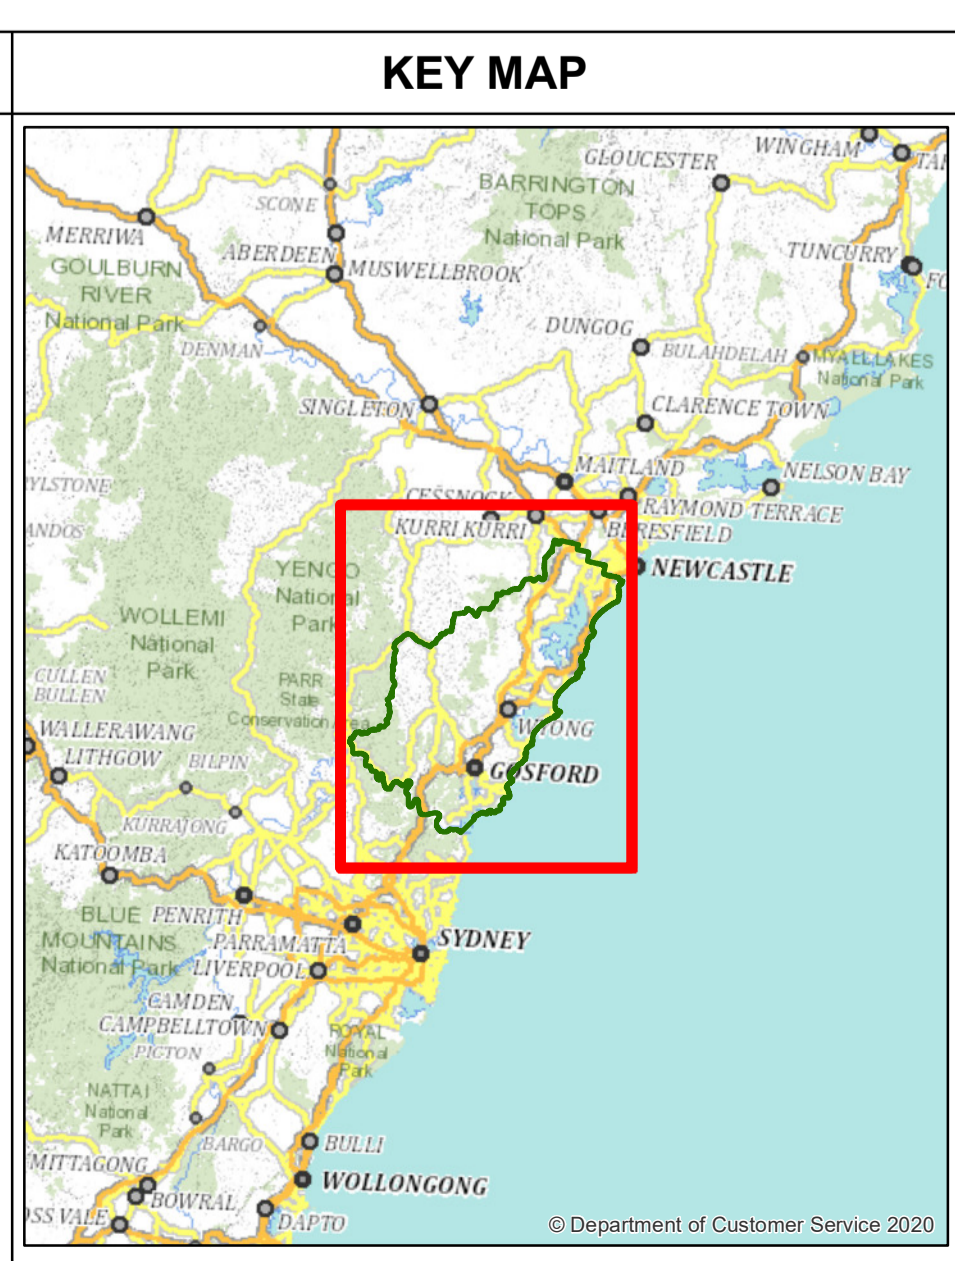 KEY MAP
WINGHAM
GLOUCESTER
BARRINGTON
TOPS
National Park
SCONE
MERRIWA
ABERDEEN
MUSWELLBROOK
TUNCURRY
GOULBURN
RIVER
National Park
DENMAN
DUNGOG
BULAHDELAH
MYALL LAKES
National Park
SINGLETON
CLARENCE TOWN
MAITLAND
NELSON BAY
YLSTONE
CESSNOCK
RAYMOND TERRACE
ANDOS
KURRI KURRI
BERESFIELD
YENGO
National
Park
NEWCASTLE
WOLLEMI
National
Park
CULLEN
BULLEN
PARR
State
Conservation Area
WYONG
WALLERAWANG
LITHGOW
BILPIN
GOSFORD
KURRAJONG
KATOOMBA
BLUE
MOUNTAINS
National Park
PENRITH
PARRAMATTA
SYDNEY
LIVERPOOL
CAMDEN
CAMPBELLTOWN
PICTON
ROYAL
National
Park
NATTAI
National
Park
BARGO
BULLI
MITTAGONG
WOLLONGONG
BOWRAL
OSS VALE
DAPTO
© Department of Customer Service 2020